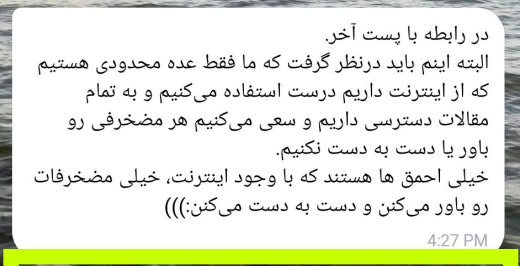 در رابطه با پست آخر.
البته اینم باید درنظر گرفت که ما فقط عده محدودی هستیم
که از اینترنت داریم درست استفاده می‌کنیم و به تمام
مقالات دسترسی داریم و سعی می‌کنیم هر مضخرفی رو
باور یا دست به دست نکنیم.
خیلی احمق ها هستند که با وجود اینترنت، خیلی مضخرفات
رو باور می‌کنن و دست به دست می‌کنن:)))
4:27 PM